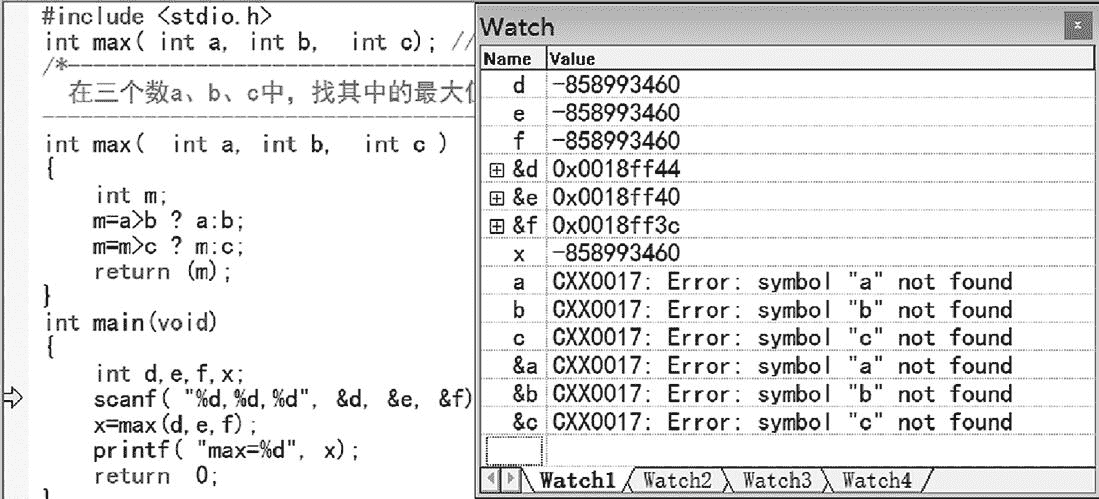 #include <stdio.h>
int max( int a, int b, int c); //
/*--------------------------------
在三个数a、b、c中, 找其中的最大
----------------------------------
int max( int a, int b, int c )
{
int m;
m=a>b ? a:b;
m=m>c ? m:c;
return (m);
}
int main(void)
{
int d,e,f,x;
scanf( "%d,%d,%d", &d, &e, &f)
x=max(d,e,f);
printf( "max=%d", x);
return 0;
}
Watch
Name Value
d -858993460
e -858993460
f -858993460
&d 0x0018ff44
&e 0x0018ff40
&f 0x0018ff3c
x -858993460
a CXX0017: Error: symbol "a" not found
b CXX0017: Error: symbol "b" not found
c CXX0017: Error: symbol "c" not found
&a CXX0017: Error: symbol "a" not found
&b CXX0017: Error: symbol "b" not found
&c CXX0017: Error: symbol "c" not found
Watch1 Watch2 Watch3 Watch4